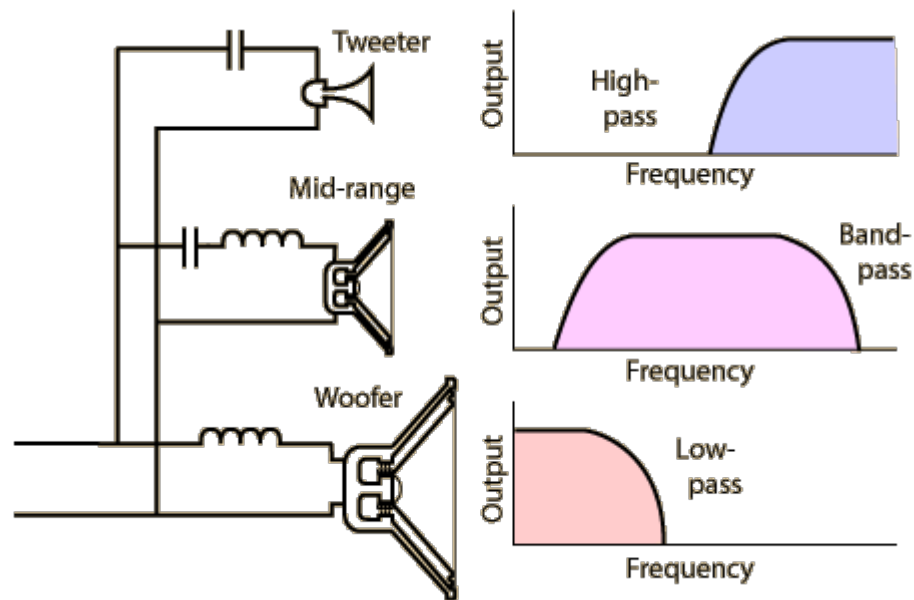 Tweeter
Output
High-
pass
Frequency
Mid-range
Output
Band-
pass
Frequency
Woofer
Output
Low-
pass
Frequency